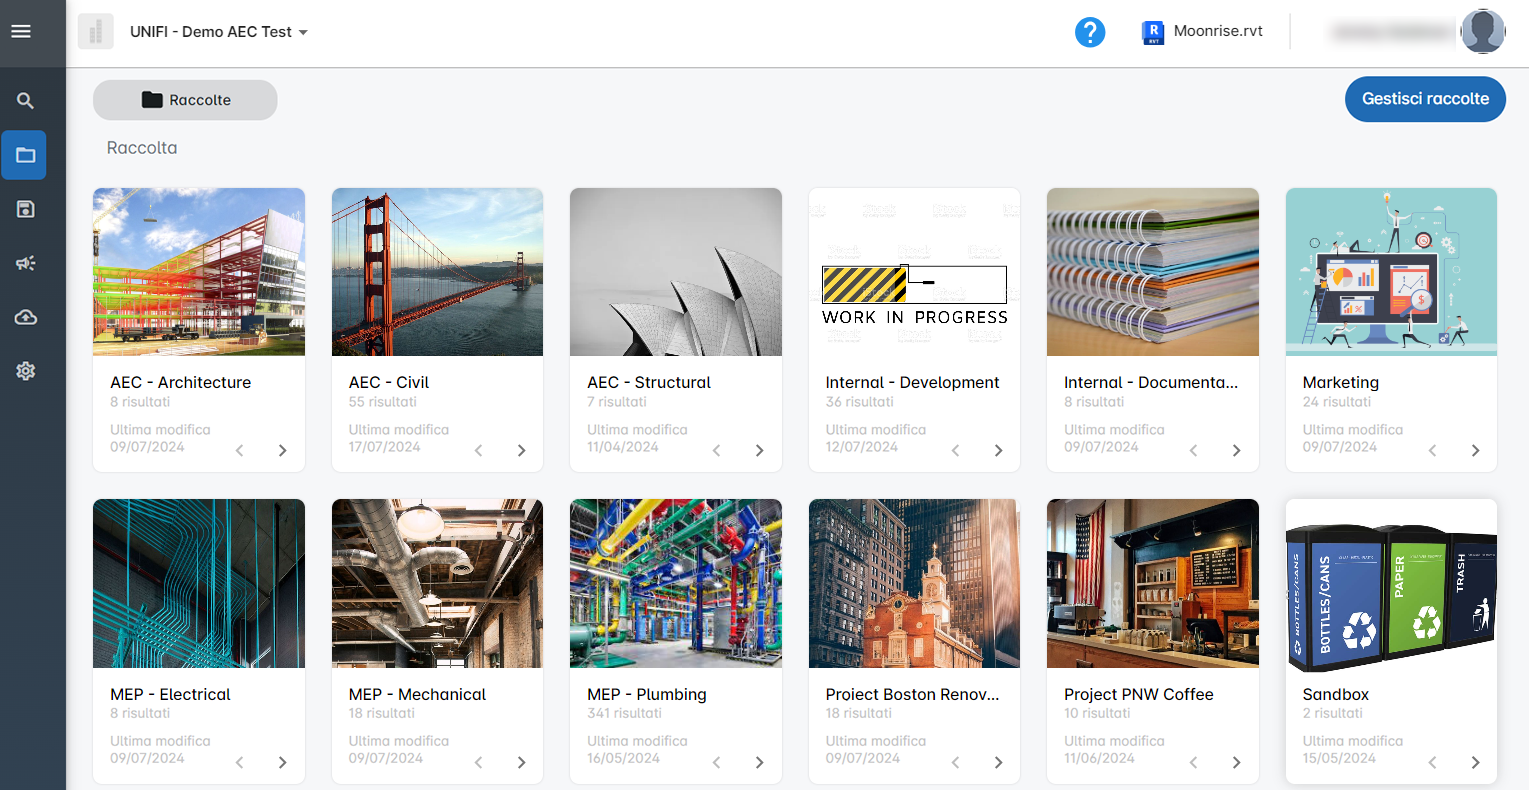 UNIFI - Demo AEC Test
?
R
RVT
Moonrise.rvt
Raccolte
Gestisci raccolte
Raccolta
WORK IN PROGRESS
AEC - Architecture
8 risultati
Ultima modifica
09/07/2024
AEC - Civil
55 risultati
Ultima modifica
17/07/2024
AEC - Structural
7 risultati
Ultima modifica
11/04/2024
Internal - Development
36 risultati
Ultima modifica
12/07/2024
Internal - Documenta...
8 risultati
Ultima modifica
09/07/2024
Marketing
24 risultati
Ultima modifica
09/07/2024
BOTTLES/CANS
BOTTLES/CANS
PAPER
TRASH
MEP - Electrical
8 risultati
Ultima modifica
09/07/2024
MEP - Mechanical
18 risultati
Ultima modifica
09/07/2024
MEP - Plumbing
341 risultati
Ultima modifica
16/05/2024
Project Boston Renov...
18 risultati
Ultima modifica
09/07/2024
Project PNW Coffee
10 risultati
Ultima modifica
11/06/2024
Sandbox
2 risultati
Ultima modifica
15/05/2024